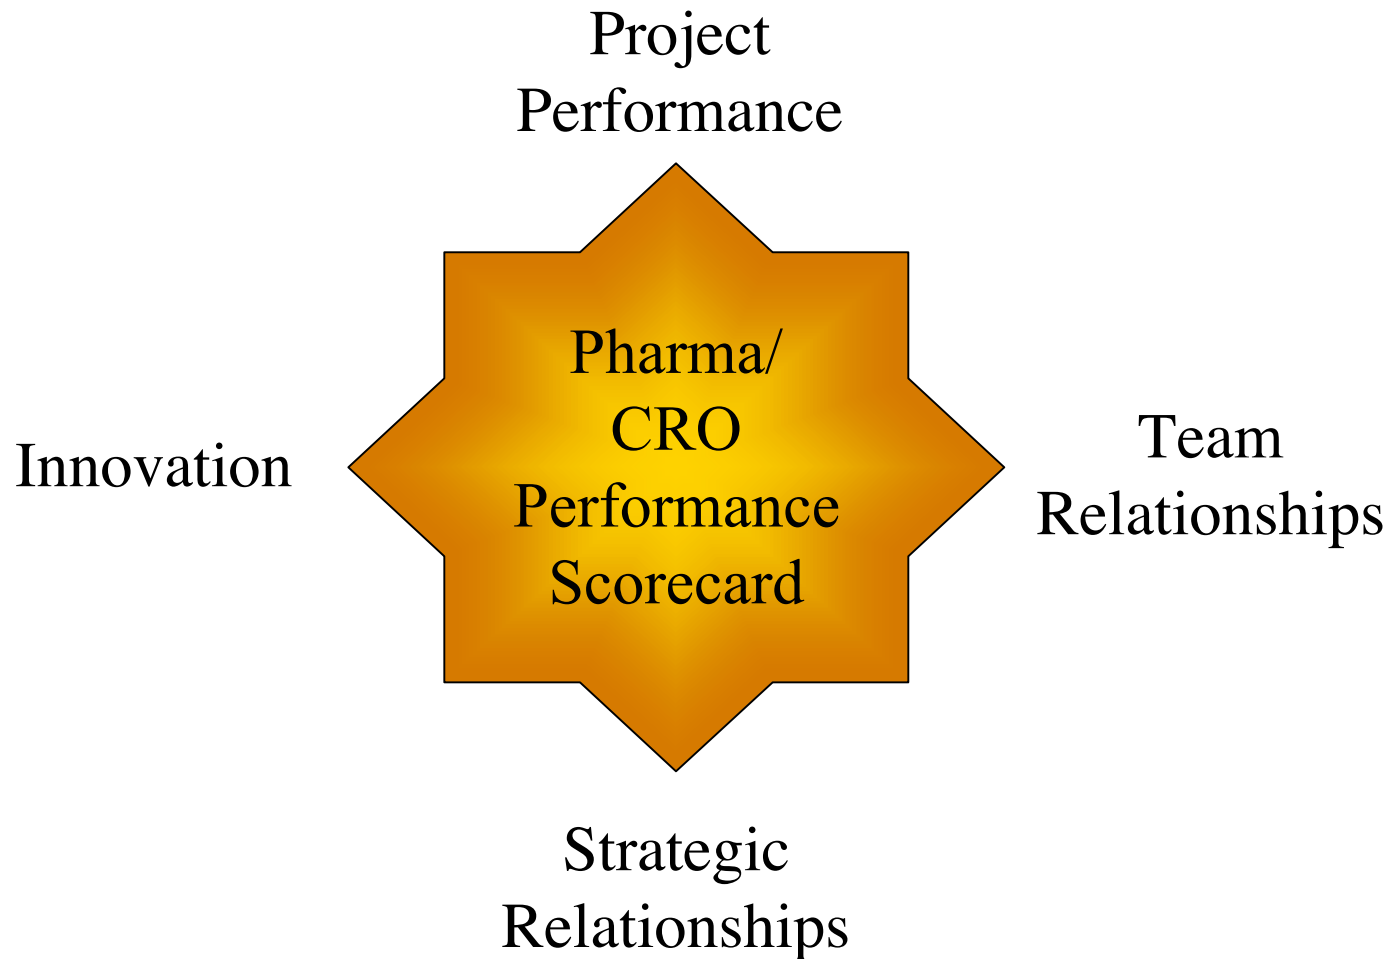 Project
Performance
Pharma/
CRO
Performance
Scorecard
Innovation
Team
Relationships
Strategic
Relationships